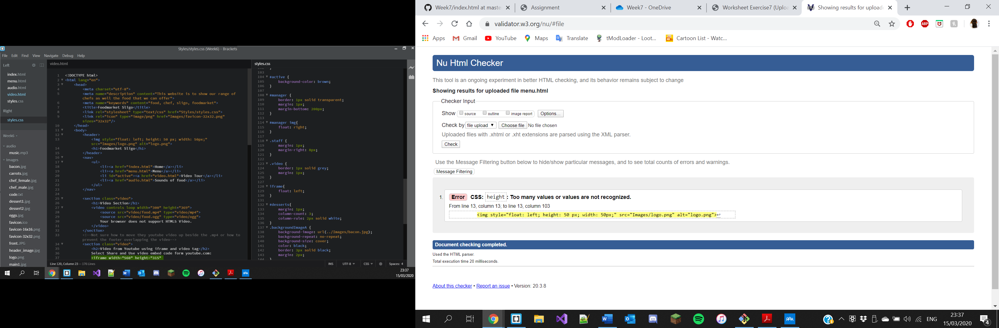 Styles/styles.css (Week6) - Brackets
File Edit Find View Navigate Debug Help
Left
index.html
menu.html
audio.html
video.html
styles.css
Right
styles.css
Week6
audio
music.mp3
Images
bacon.jpg
carrots.jpg
chef_female.jpg
chef_male.jpg
code.txt
dessert1.jpg
dessert2.jpg
eggs.jpg
favicon.ico
favicon-16x16.png
favicon-32x32.png
front.JPG
header_image.jpg
logo.png
main1.jpg
video.html
1 <!DOCTYPE html>
2 <html lang="en">
3 <head>
4 <meta charset="utf-8">
5 <meta name="description" content="This website is to show our range of
chefs as well the food that we can offer">
6 <meta name="keywords" content="food, chef, sligo, foodmarket">
7 <title>Foodmarket Sligo</title>
8 <link rel="stylesheet" type="text/css" href="Styles/styles.css">
9 <link rel="icon" type="image/png" href="Images/favicon-32x32.png"
sizes="32x32"/>
10 </head>
11 <body>
12 <header>
13 <img style="float: left; height: 50 px; width: 50px;"
src="Images/logo.png" alt="logo.png">
14 <h1>Foodmarket Sligo</h1>
15 </header>
16 <nav>
17 <ul>
18 <li><a href="index.html">Home</a></li>
19 <li><a href="menu.html">Menu</a></li>
20 <li id="active"><a href="video.html">Video Tour</a></li>
21 <li><a href="audio.html">Sounds of food</a></li>
22 </ul>
23 </nav>
24
25 <section class="video">
26 <h1>Video Section</h1>
27 <video controls loop width="300" height="369">
28 <source src="video/food.mp4" type="video/mp4">
29 <source src="video/food.ogg" type="video/ogg">
30 Your browser does not support HTML5 Video.
31 </video>
32 </section>
33 <!--Not sure how to move they youtube video up beside the .mp4 or how to
prevent the footer overlapping the video-->
34 <section class="video">
35 <h2>Video from Youtube using iframe and video tag</h2>
36 Select Share and Use video embed code form youtube.com:
37 <iframe width="560" height="315"
styles.css
103
104 #active {
105 background-color: brown;
106 }
107
108 #manager {
109 border: 1px solid transparent;
110 margin: 1px;
111 margin-bottom: 200px;
112 }
113
114 #manager img{
115 float: right;
116 }
117
118 .staff {
119 margin: 1px;
120 margin-right: 8px;
121 }
122
123 .video {
124 border: 1px solid grey;
125 margin: 1px;
126 }
127
128 iframe{
129 float: left;
130 }
131
132 #desserts{
133 margin: 1px;
134 column-count: 3;
135 column-rule: 2px solid white;
136 }
137 .backgroundImageA {
138 background-image: url(../Images/bacon.jpg);
139 background-repeat: no-repeat;
140 background-size: cover;
141 color: black;
142 border: 3px solid black;
143 margin: 2px;
144 }
Line 120, Column 23 — 176 Lines
INS UTF-8 CSS Spaces: 4
23:37
15/03/2020
Week7/index.html at maste
Assignment
Week7 - OneDrive
Worksheet Exercise7 (Uploa
Showing results for upload
validator.w3.org/nu/#file
Apps Gmail YouTube Maps Translate tModLoader - Loot... Cartoon List - Watc...
Nu Html Checker
This tool is an ongoing experiment in better HTML checking, and its behavior remains subject to change
Showing results for uploaded file menu.html
Checker Input
Show source outline image report Options...
Check by file upload Choose file No file chosen
Uploaded files with .xhtml or .xht extensions are parsed using the XML parser.
Check
Use the Message Filtering button below to hide/show particular messages, and to see total counts of errors and warnings.
Message Filtering
1. Error CSS: height: Too many values or values are not recognized.
From line 13, column 13; to line 13, column 103
<img style="float: left; height: 50 px; width: 50px;" src="Images/logo.png" alt="logo.png">↩
Document checking completed.
Used the HTML parser.
Total execution time 20 milliseconds.
About this checker • Report an issue • Version: 20.3.8
ENG
23:37
15/03/2020
4